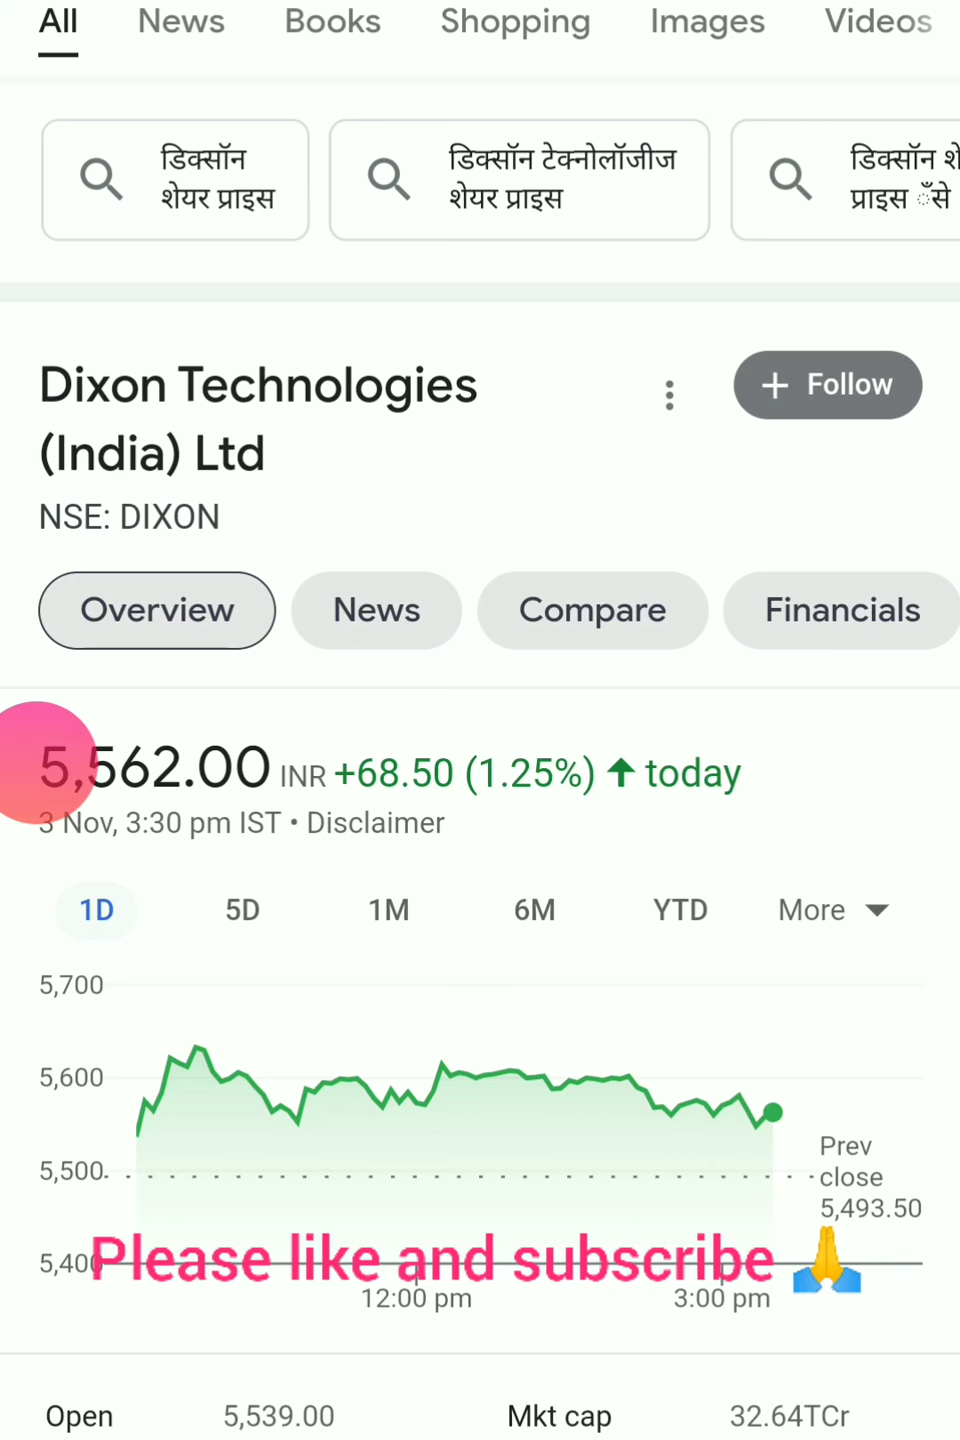 All News Books Shopping Images Videos
डिक्सॉन
शेयर प्राइस
डिक्सॉन टेक्नोलॉजीज
शेयर प्राइस
डिक्सॉन शे
प्राइस ँसे
Dixon Technologies
(India) Ltd
+ Follow
NSE: DIXON
Overview News Compare Financials
5,562.00 INR +68.50 (1.25%) ↑ today
3 Nov, 3:30 pm IST • Disclaimer
1D 5D 1M 6M YTD More
5,700
5,600
5,500
Prev
close
5,493.50
5,400
Please like and subscribe 🙏
12:00 pm 3:00 pm
Open 5,539.00 Mkt cap 32.64TCr